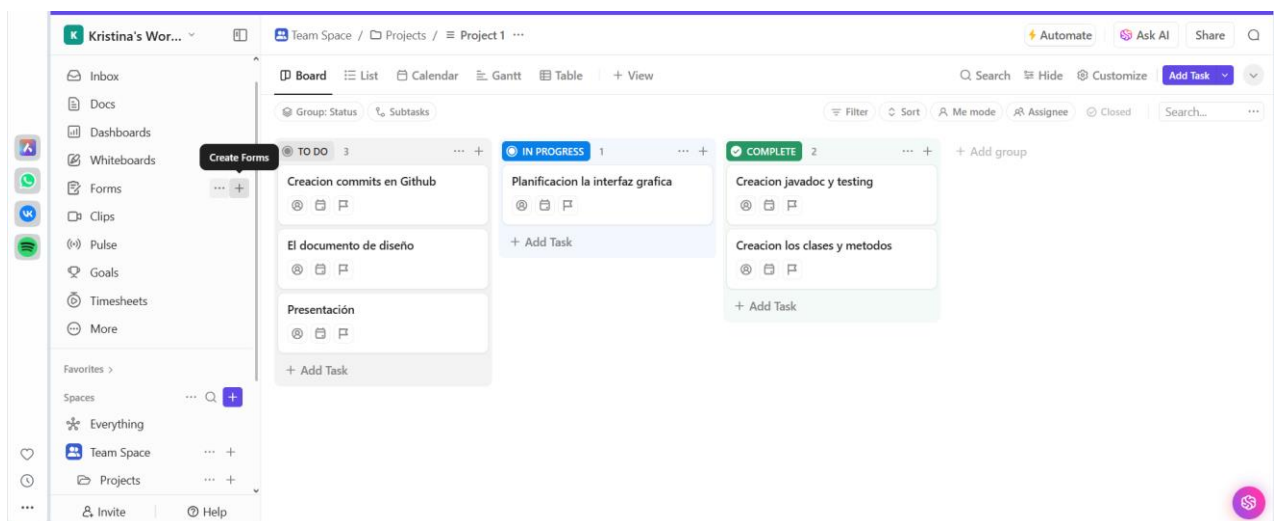 K Kristina's Wor...
Team Space / Projects / Project 1 ...
Automate
Ask AI
Share
Board
List
Calendar
Gantt
Table
+ View
Search
Hide
Customize
Add Task
Group: Status
Subtasks
Filter
Sort
Me mode
Assignee
Closed
Search...
Inbox
Docs
Dashboards
Whiteboards
Create Forms
Forms
Clips
Pulse
Goals
Timesheets
More
Favorites >
Spaces
Everything
Team Space
Projects
Invite
Help
TO DO 3
Creacion commits en Github
El documento de diseño
Presentación
+ Add Task
IN PROGRESS 1
Planificacion la interfaz grafica
+ Add Task
COMPLETE 2
Creacion javadoc y testing
Creacion los clases y metodos
+ Add Task
+ Add group